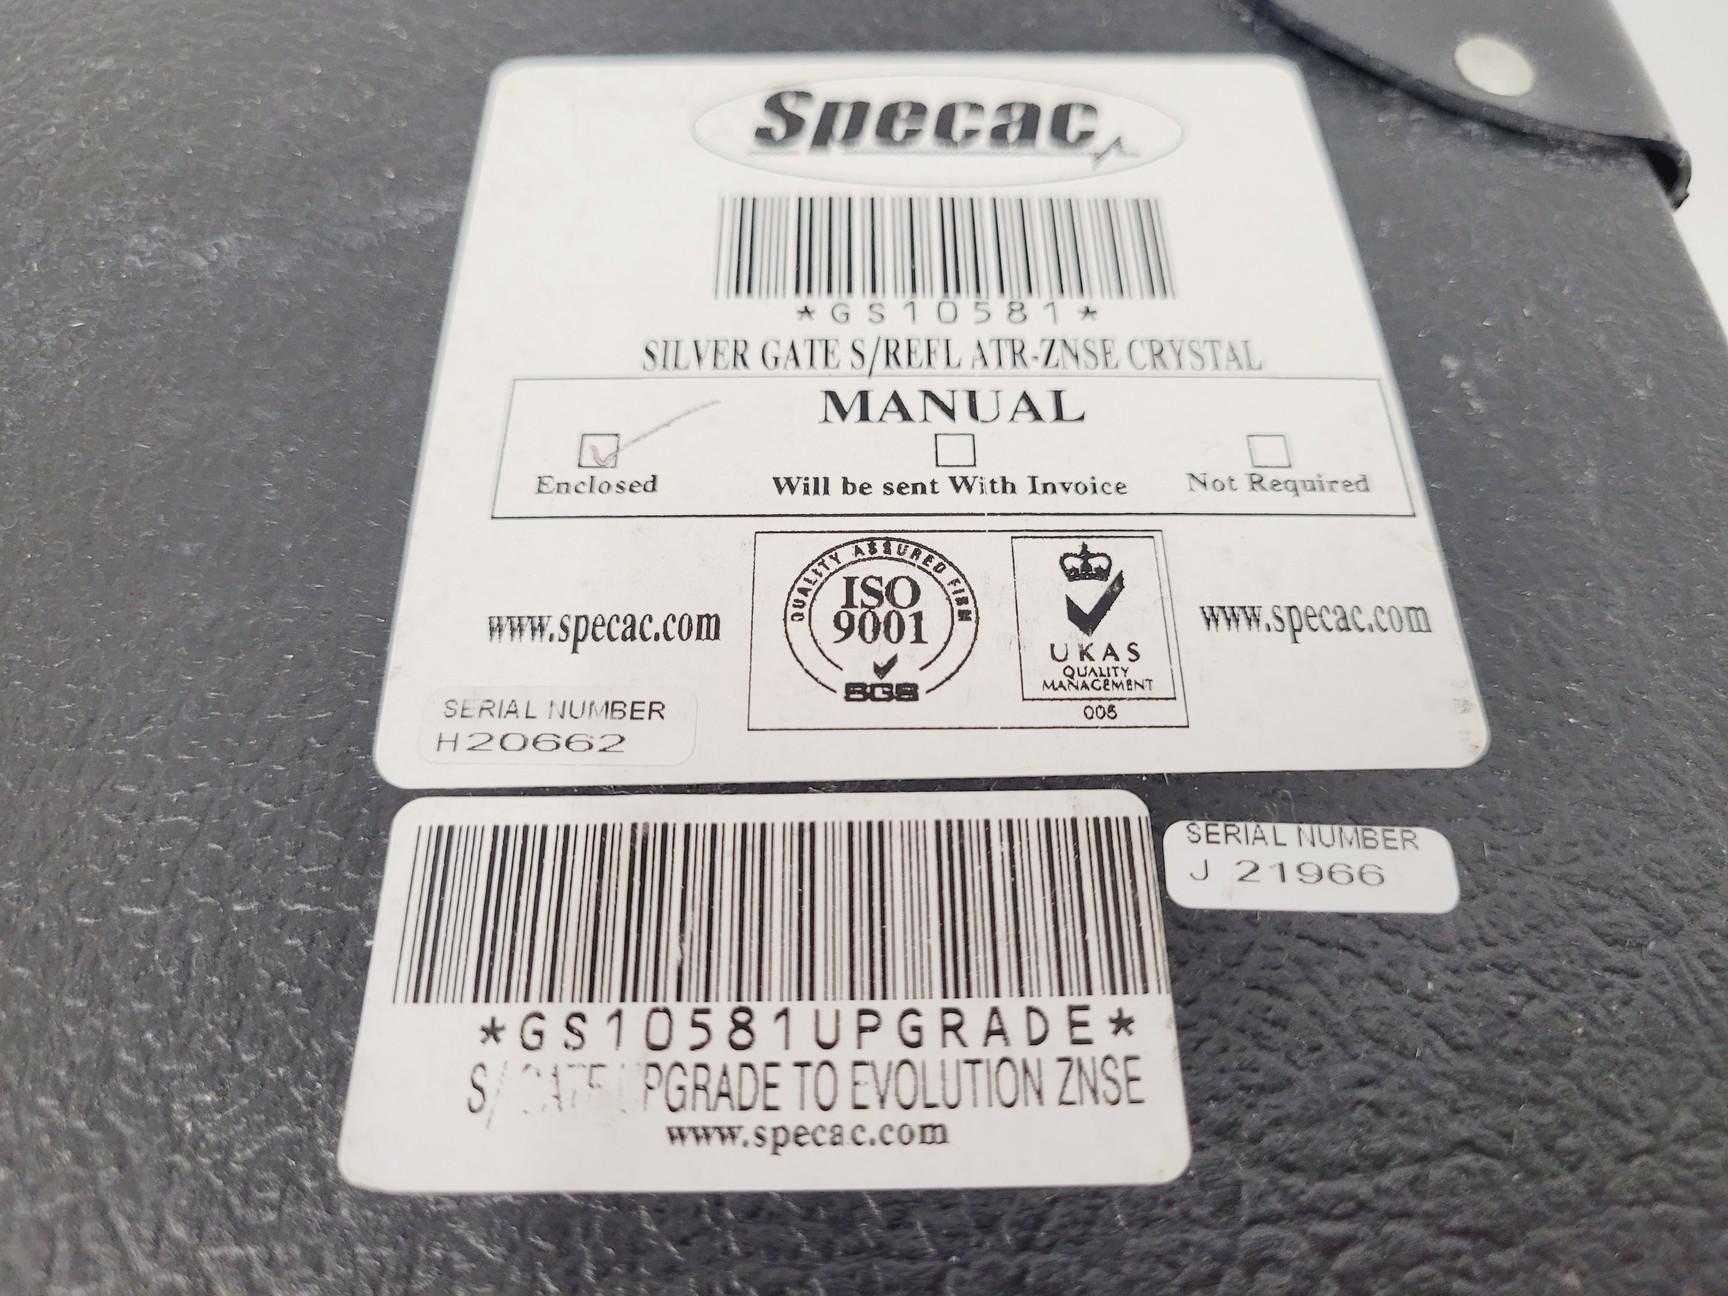 Specac
*GS10581*
SILVER GATE S/REFL ATR-ZNSE CRYSTAL
MANUAL
Enclosed
Will be sent With Invoice
Not Required
www.specac.com
QUALITY ASSURED FIRM
ISO
9001
SGS
UKAS
QUALITY
MANAGEMENT
005
www.specac.com
SERIAL NUMBER
H20662
*GS10581UPGRADE*
S/GATE UPGRADE TO EVOLUTION ZNSE
www.specac.com
SERIAL NUMBER
J 21966